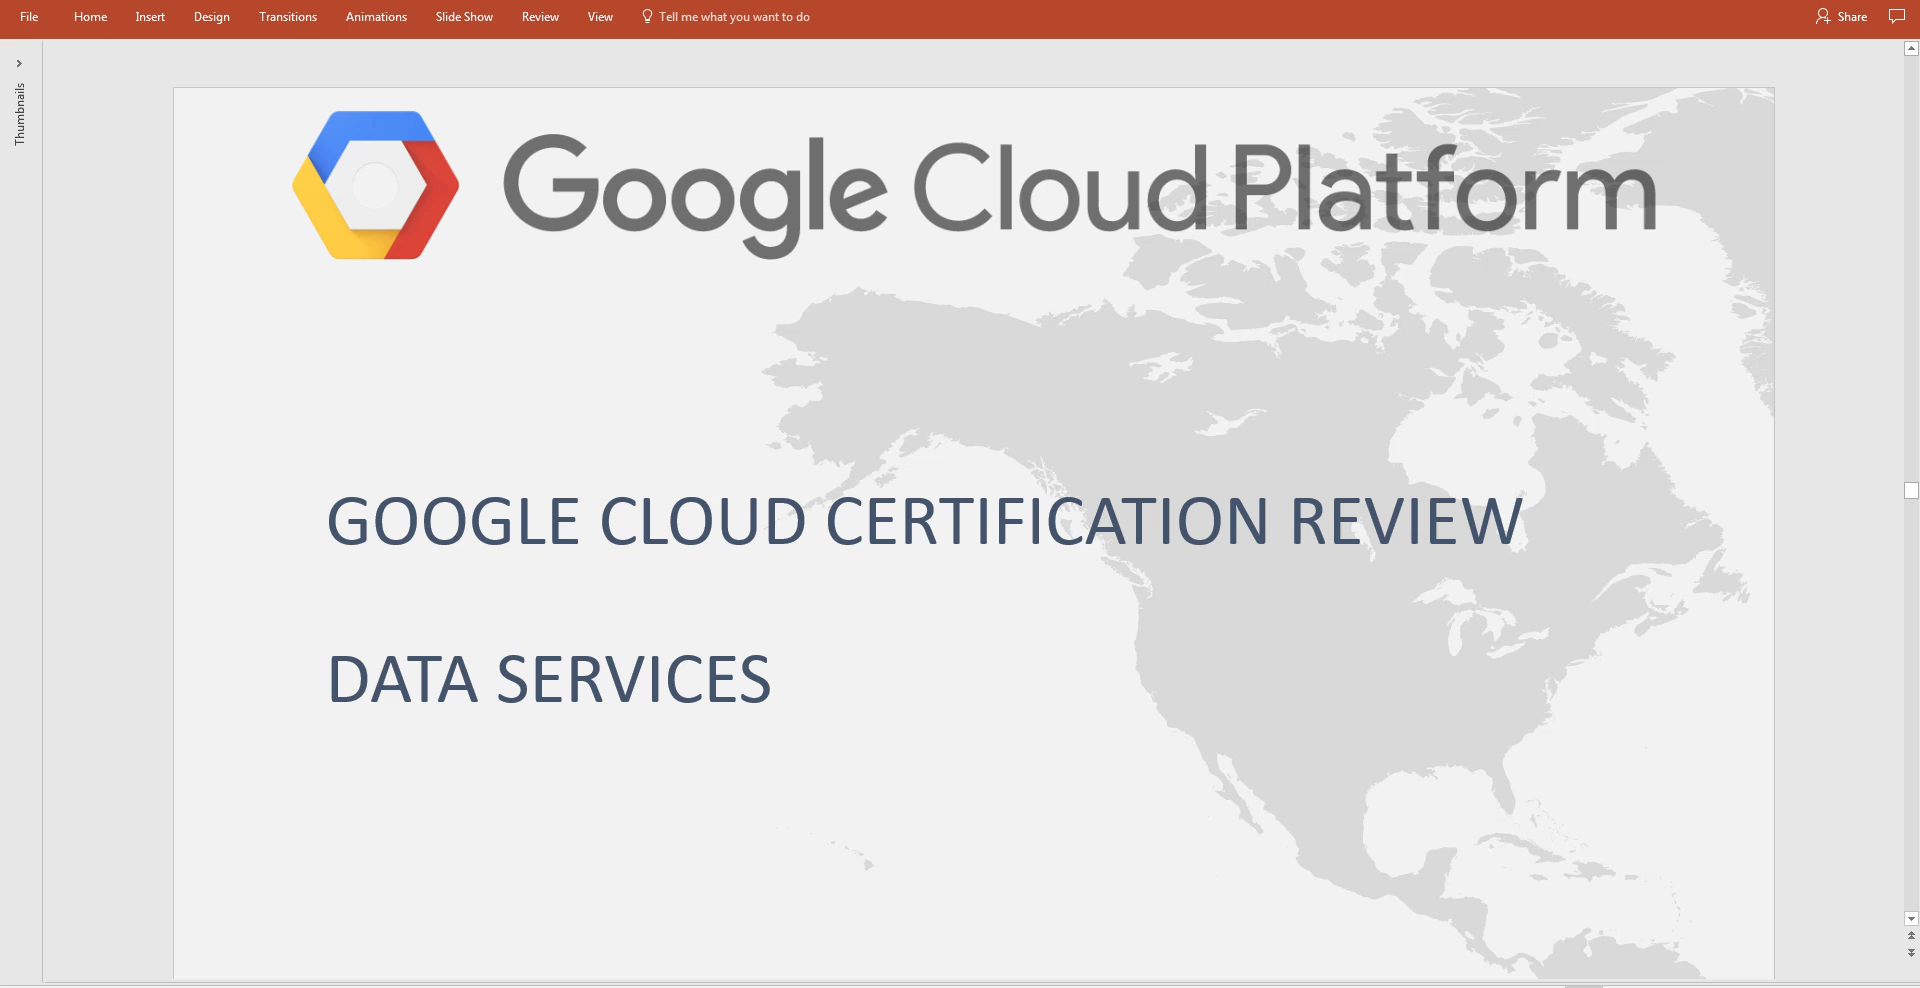 File Home Insert Design Transitions Animations Slide Show Review View Tell me what you want to do Share
Thumbnails
Google Cloud Platform
GOOGLE CLOUD CERTIFICATION REVIEW
DATA SERVICES